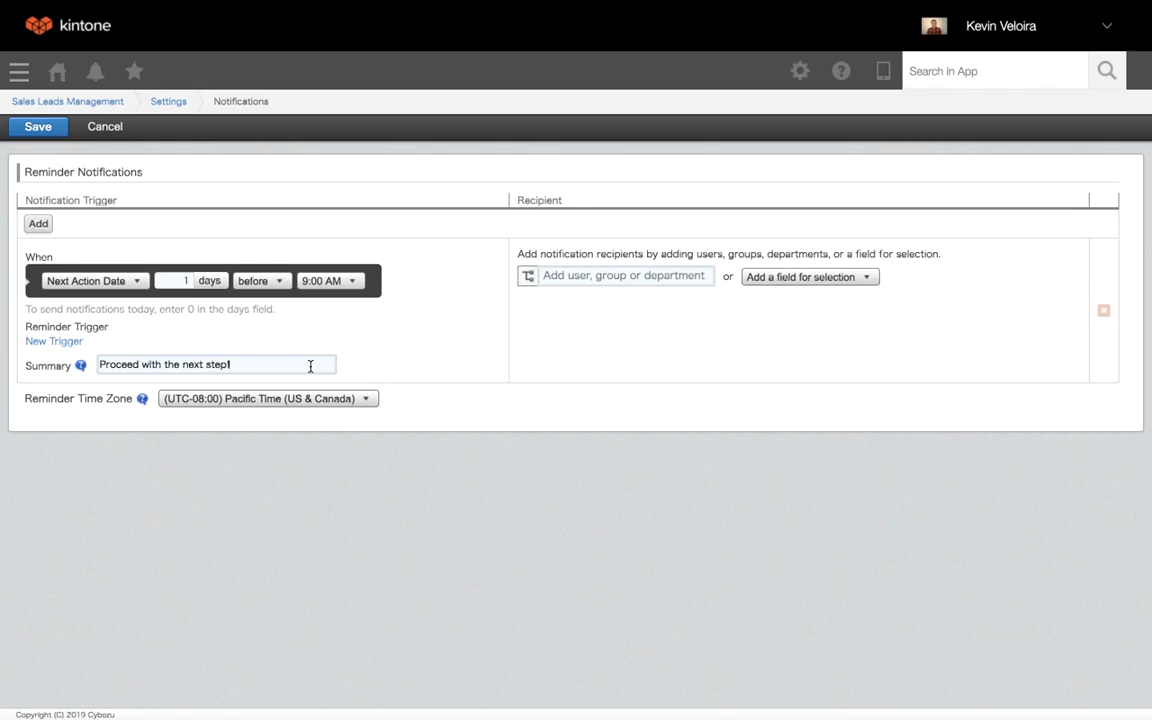 kintone
Kevin Veloira
Search in App
Sales Leads Management Settings Notifications
Save Cancel
Reminder Notifications
Notification Trigger Recipient
Add
When
Next Action Date 1 days before 9:00 AM
To send notifications today, enter 0 in the days field.
Reminder Trigger
New Trigger
Summary Proceed with the next step!
Add notification recipients by adding users, groups, departments, or a field for selection.
Add user, group or department or Add a field for selection
Reminder Time Zone (UTC-08:00) Pacific Time (US & Canada)
Copyright (C) 2019 Cybozu